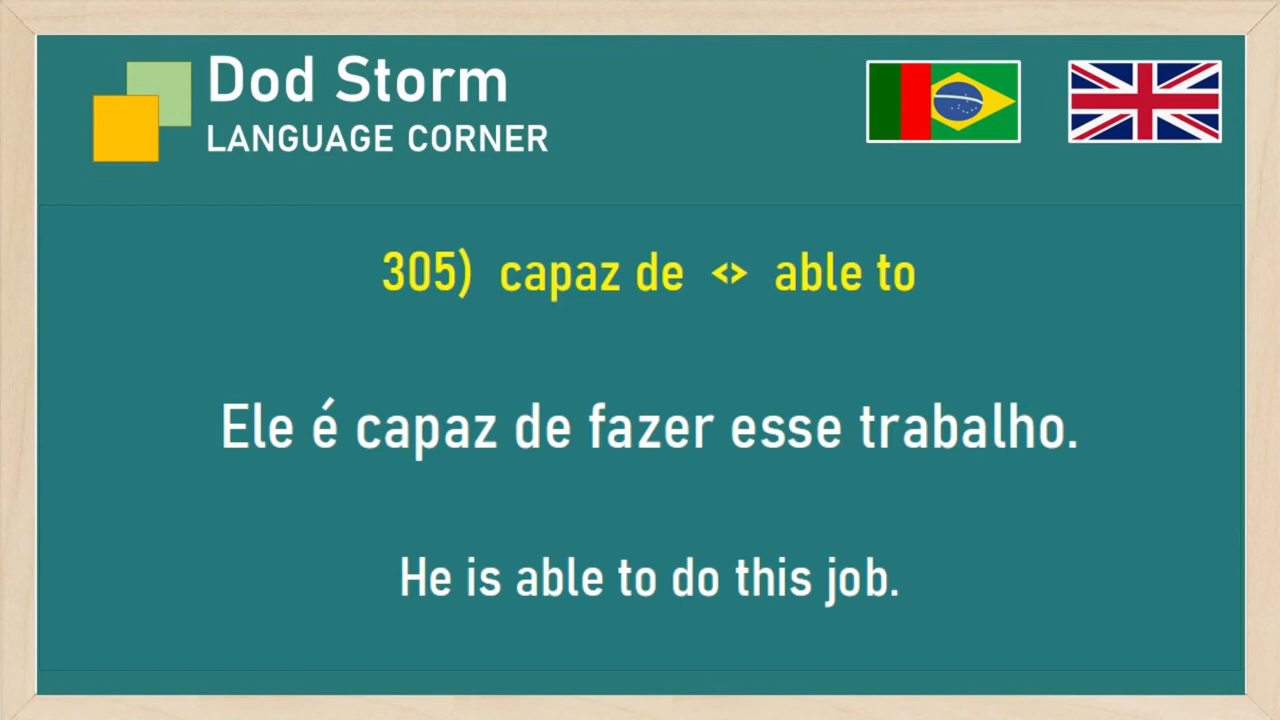 Dod Storm
LANGUAGE CORNER
305) capaz de <> able to
Ele é capaz de fazer esse trabalho.
He is able to do this job.